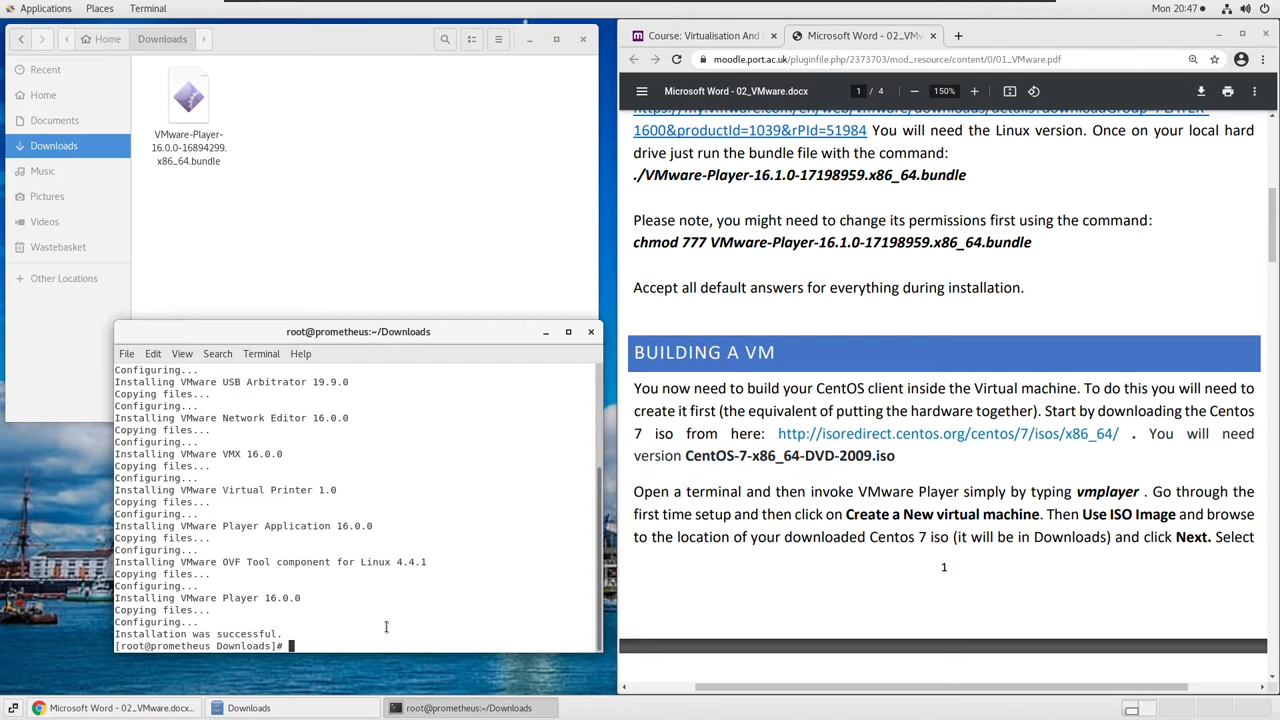 Applications Places Terminal
Mon 20:47
Home Downloads
Recent
Home
Documents
Downloads
Music
Pictures
Videos
Wastebasket
Other Locations
VMware-Player-
16.0.0-16894299.
x86_64.bundle
root@prometheus:~/Downloads
File Edit View Search Terminal Help
Configuring...
Installing VMware USB Arbitrator 19.9.0
Copying files...
Configuring...
Installing VMware Network Editor 16.0.0
Copying files...
Configuring...
Installing VMware VMX 16.0.0
Copying files...
Configuring...
Installing VMware Virtual Printer 1.0
Copying files...
Configuring...
Installing VMware Player Application 16.0.0
Copying files...
Configuring...
Installing VMware OVF Tool component for Linux 4.4.1
Copying files...
Configuring...
Installing VMware Player 16.0.0
Copying files...
Configuring...
Installation was successful.
[root@prometheus Downloads]#
Course: Virtualisation And
Microsoft Word - 02_VM
moodle.port.ac.uk/pluginfile.php/2373703/mod_resource/content/0/01_VMware.pdf
Microsoft Word - 02_VMware.docx 1 / 4 150%
https://my.vmware.com/en/web/vmware/downloads/details?downloadGroup=PLAYER-
1600&productId=1039&rPId=51984 You will need the Linux version. Once on your local hard
drive just run the bundle file with the command:
./VMware-Player-16.1.0-17198959.x86_64.bundle
Please note, you might need to change its permissions first using the command:
chmod 777 VMware-Player-16.1.0-17198959.x86_64.bundle
Accept all default answers for everything during installation.
BUILDING A VM
You now need to build your CentOS client inside the Virtual machine. To do this you will need to
create it first (the equivalent of putting the hardware together). Start by downloading the Centos
7 iso from here: http://isoredirect.centos.org/centos/7/isos/x86_64/ . You will need
version CentOS-7-x86_64-DVD-2009.iso
Open a terminal and then invoke VMware Player simply by typing vmplayer . Go through the
first time setup and then click on Create a New virtual machine. Then Use ISO Image and browse
to the location of your downloaded Centos 7 iso (it will be in Downloads) and click Next. Select
1
Microsoft Word - 02_VMware.docx...
Downloads
root@prometheus:~/Downloads